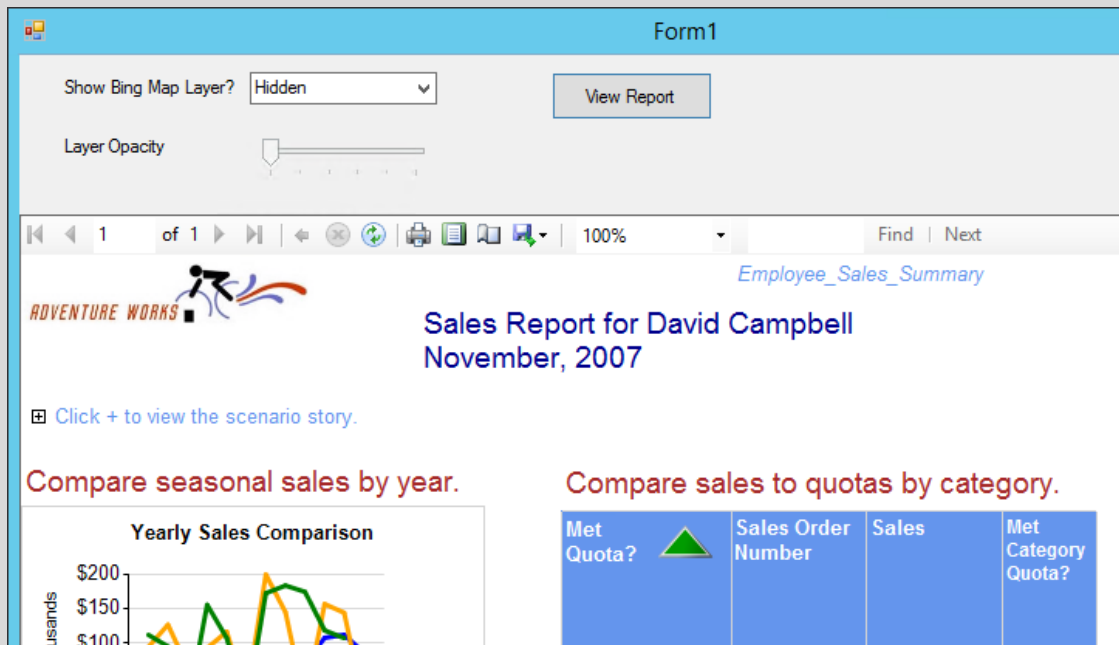 Form1
Show Bing Map Layer? Hidden
View Report
Layer Opacity
1 of 1 100% Find | Next
ADVENTURE WORKS
Employee_Sales_Summary
Sales Report for David Campbell
November, 2007
Click + to view the scenario story.
Compare seasonal sales by year.
Yearly Sales Comparison
$200
$150
$100
Compare sales to quotas by category.
Met
Quota?
Sales Order
Number
Sales
Met
Category
Quota?